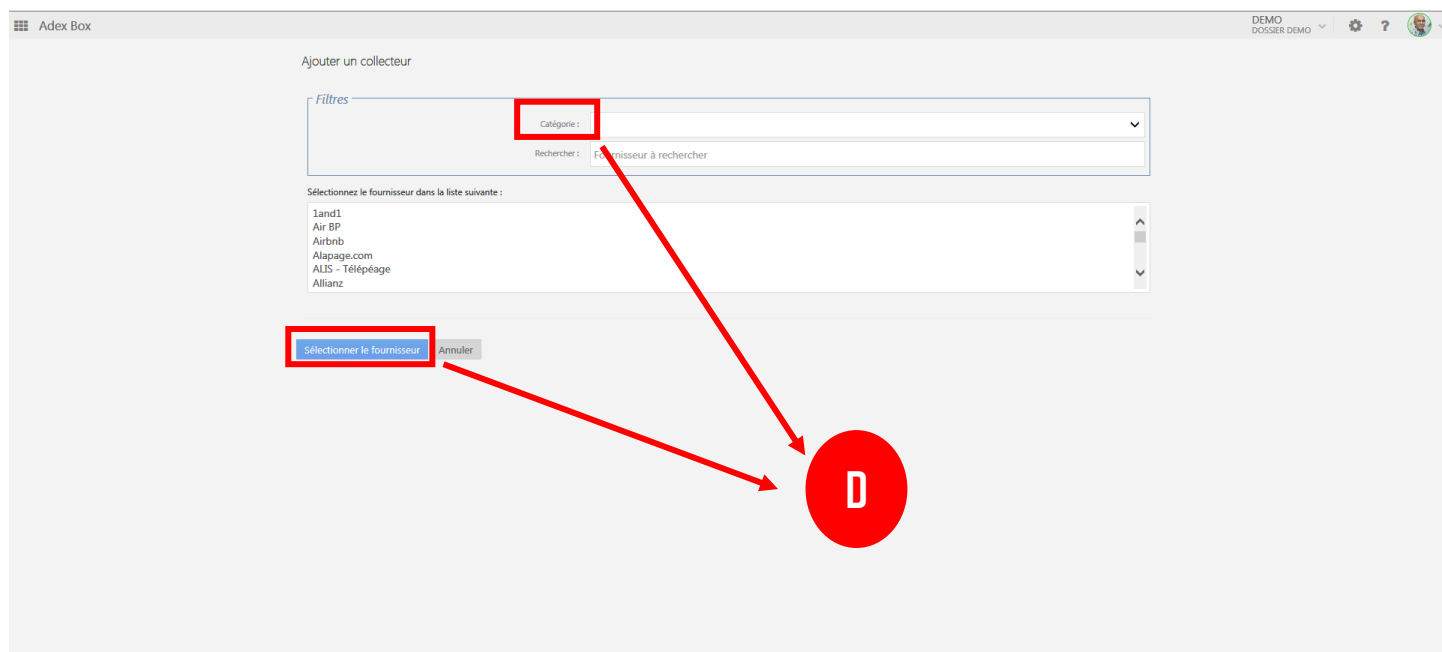 Adex Box
DEMO
DOSSIER DEMO
?
Ajouter un collecteur
Filtres
Catégorie :
Rechercher :
Fournisseur à rechercher
Sélectionnez le fournisseur dans la liste suivante :
1and1
Air BP
Airbnb
Alapage.com
ALIS - Télépéage
Allianz
Sélectionner le fournisseur
Annuler
D